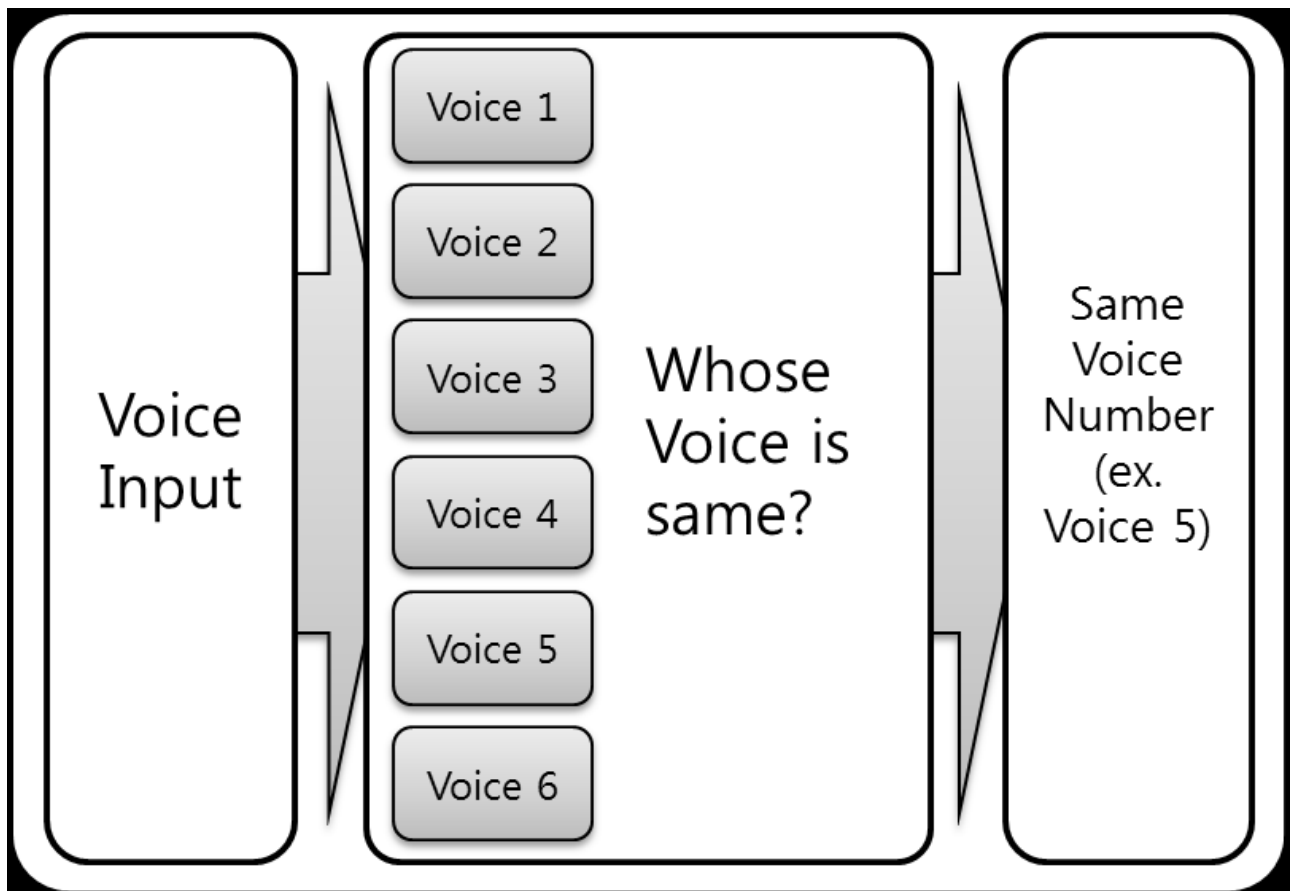 Voice
Input
Voice 1
Voice 2
Voice 3
Voice 4
Voice 5
Voice 6
Whose
Voice is
same?
Same
Voice
Number
(ex.
Voice 5)